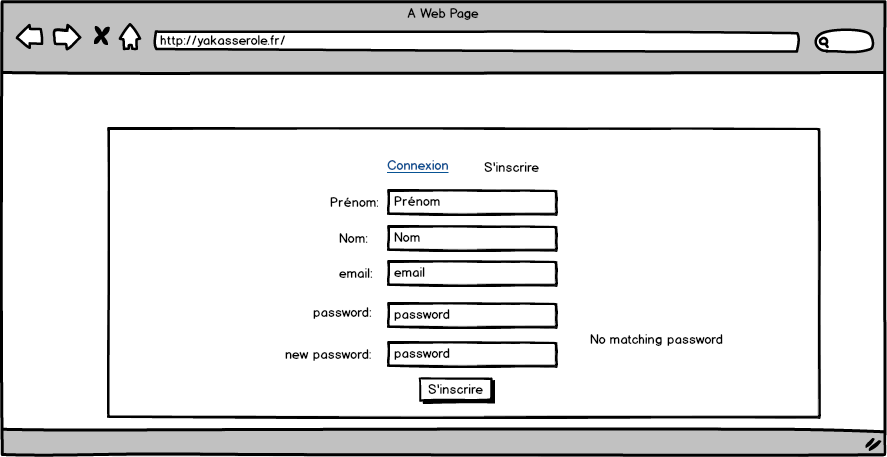 A Web Page
http://yakasserole.fr/
Connexion S'inscrire
Prénom: Prénom
Nom: Nom
email: email
password: password
No matching password
new password: password
S'inscrire